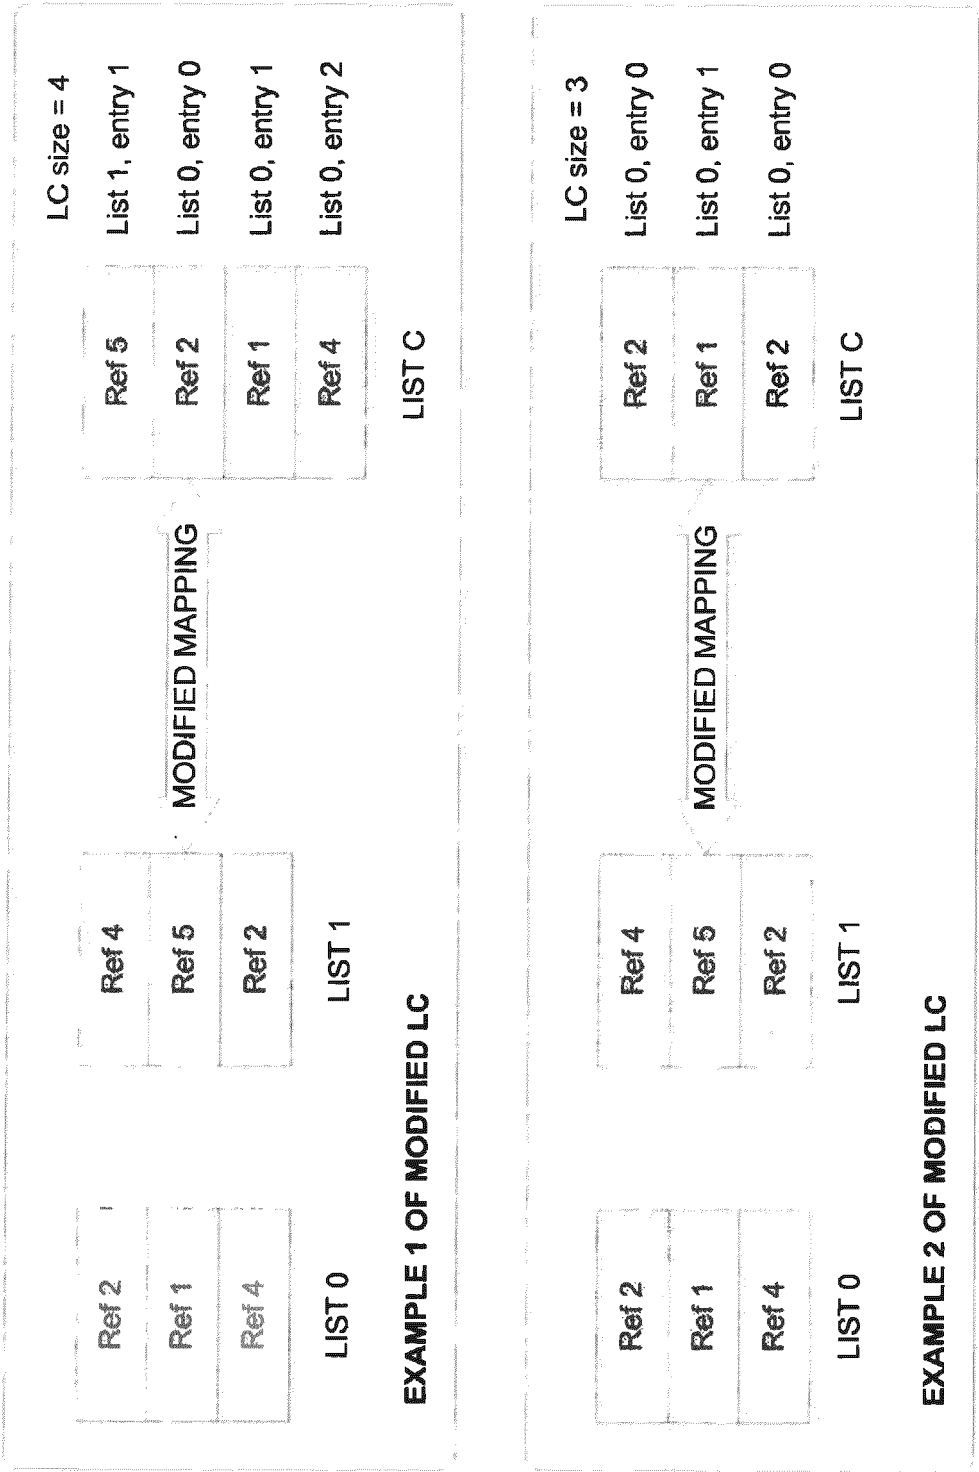 LC size = 4
Ref 2
Ref 4
Ref 5
List 1, entry 1
Ref 1
Ref 5
MODIFIED MAPPING
Ref 2
List 0, entry 0
Ref 4
Ref 2
Ref 1
List 0, entry 1
LIST 0
LIST 1
Ref 4
List 0, entry 2
LIST C
EXAMPLE 1 OF MODIFIED LC
LC size = 3
Ref 2
Ref 4
Ref 2
List 0, entry 0
Ref 1
Ref 5
MODIFIED MAPPING
Ref 1
List 0, entry 1
Ref 4
Ref 2
Ref 2
List 0, entry 0
LIST 0
LIST 1
LIST C
EXAMPLE 2 OF MODIFIED LC